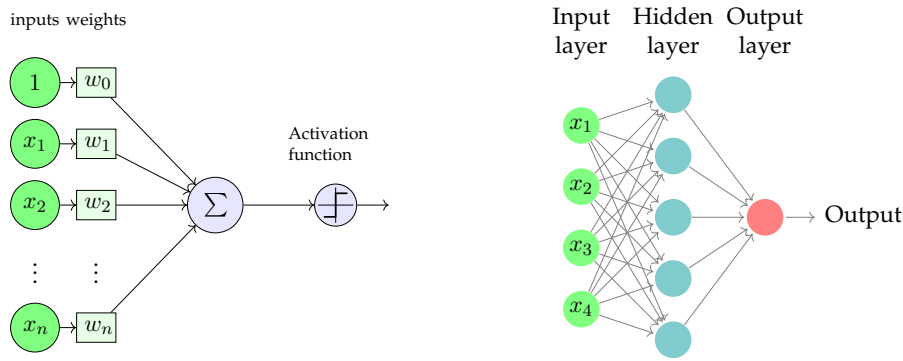 inputs weights
1 w₀
x₁ w₁
x₂ w₂
⋮ ⋮
xₙ wₙ
∑
Activation
function
Input Hidden Output
layer layer layer
x₁
x₂
x₃
x₄
Output